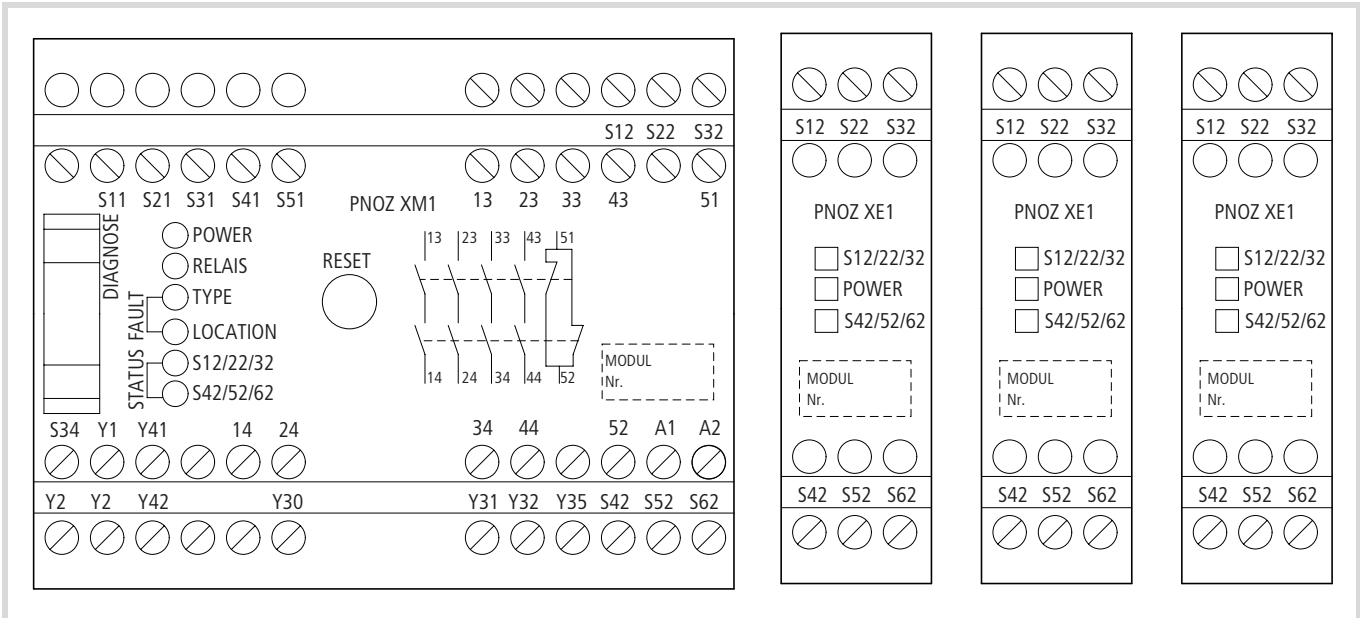 S12 S22 S32
S11 S21 S31 S41 S51
PNOZ XM1
13 23 33 43 51
DIAGNOSE
POWER
RELAIS
FAULT
TYPE
LOCATION
STATUS
S12/22/32
S42/52/62
RESET
13 23 33 43 51
14 24 34 44 52
MODUL
Nr.
S34 Y1 Y41 14 24 34 44 52 A1 A2
Y2 Y2 Y42 Y30 Y31 Y32 Y35 S42 S52 S62
S12 S22 S32
PNOZ XE1
S12/22/32
POWER
S42/52/62
MODUL
Nr.
S42 S52 S62
S12 S22 S32
PNOZ XE1
S12/22/32
POWER
S42/52/62
MODUL
Nr.
S42 S52 S62
S12 S22 S32
PNOZ XE1
S12/22/32
POWER
S42/52/62
MODUL
Nr.
S42 S52 S62